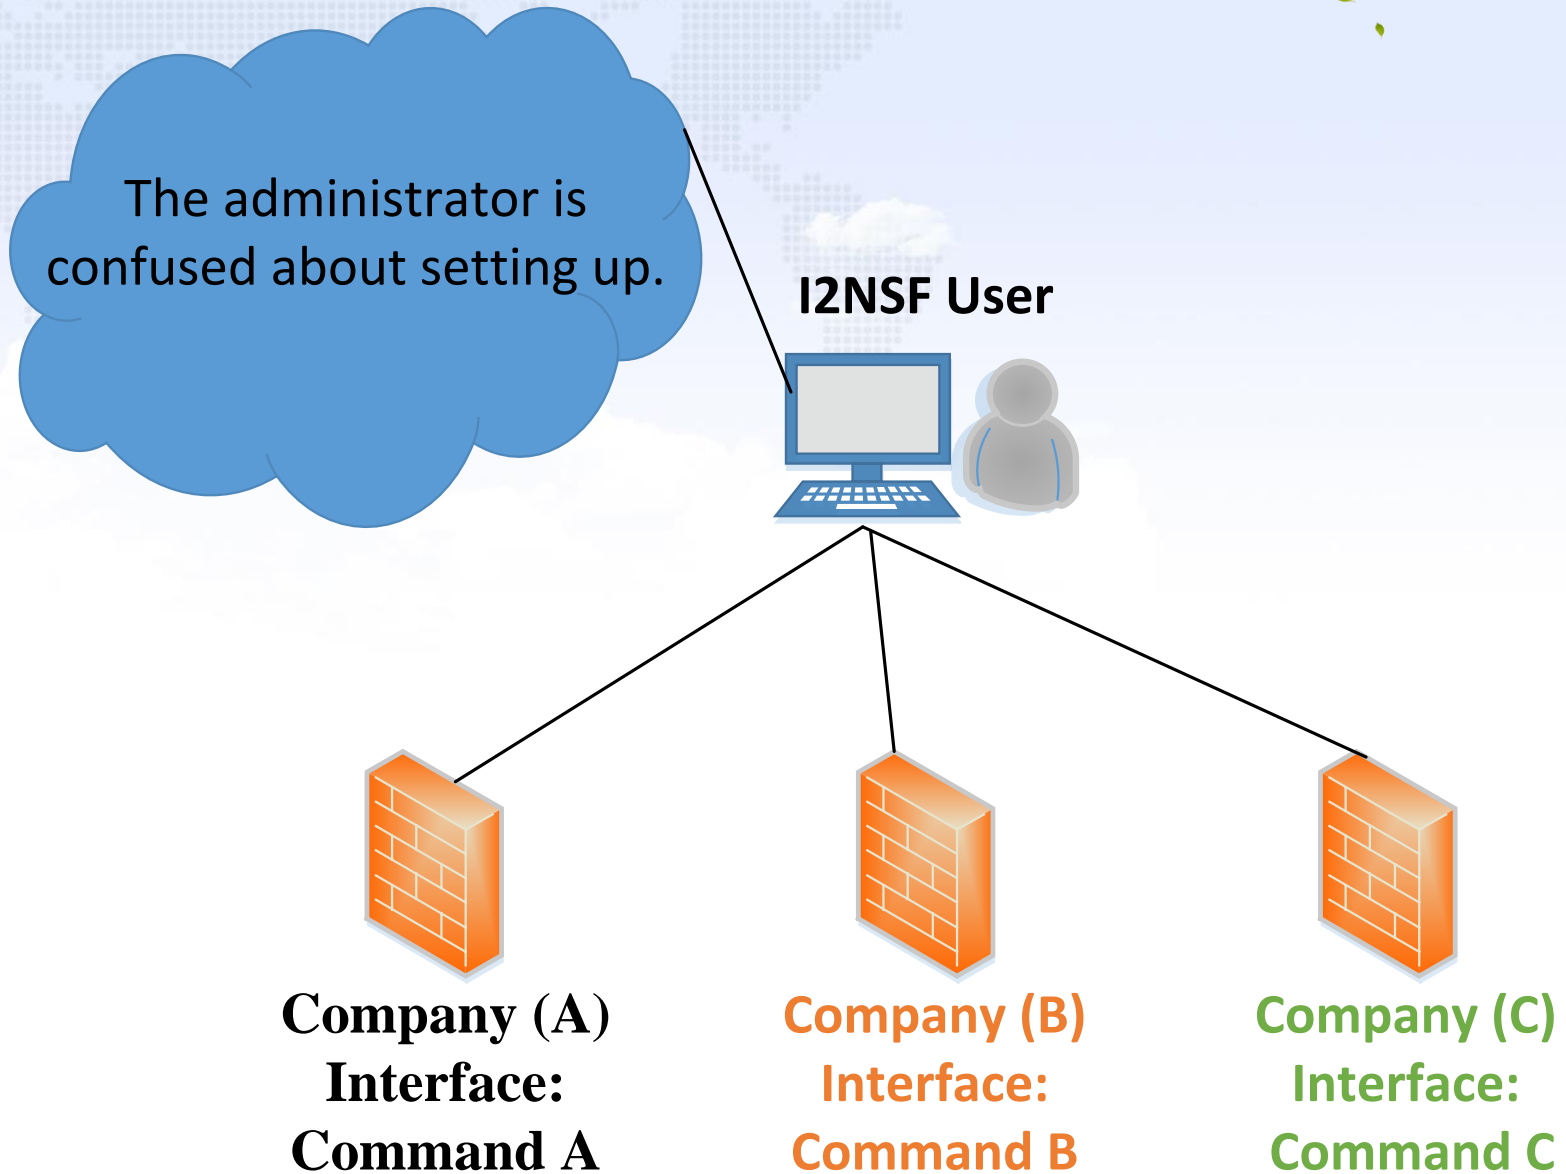 The administrator is
confused about setting up.
I2NSF User
Company (A)
Interface:
Command A
Company (B)
Interface:
Command B
Company (C)
Interface:
Command C